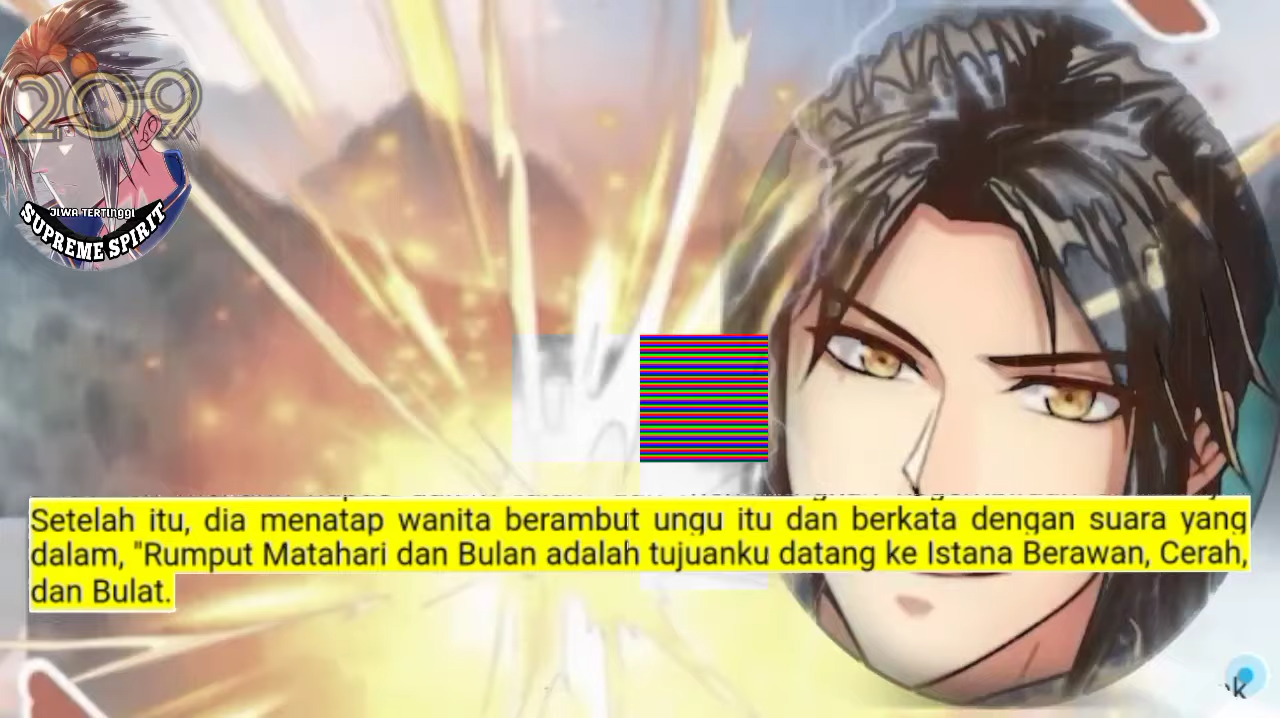 209
JIWA TERTINGGI
SUPREME SPIRIT
Setelah itu, dia menatap wanita berambut ungu itu dan berkata dengan suara yang
dalam, "Rumput Matahari dan Bulan adalah tujuanku datang ke Istana Berawan, Cerah,
dan Bulat.